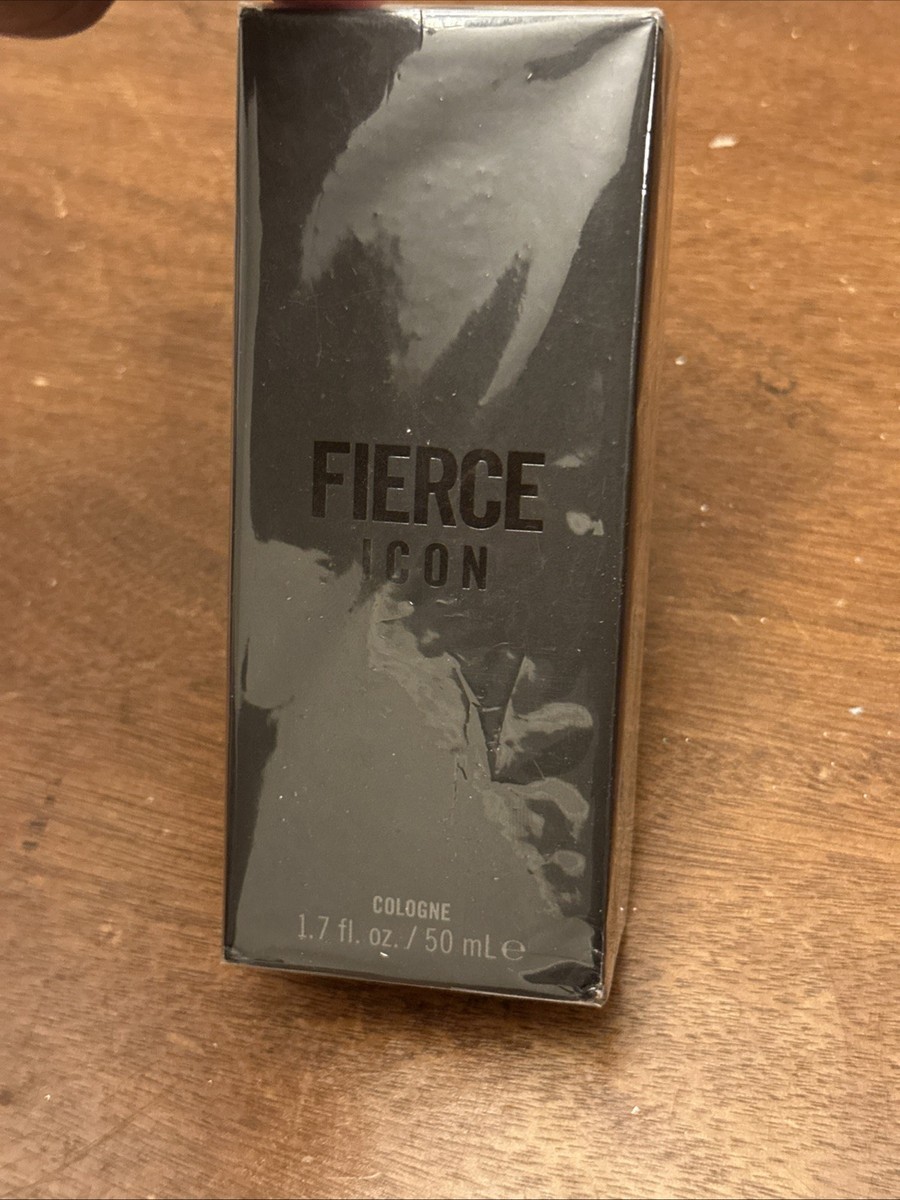 FIERCE
ICON
COLOGNE
1.7 fl. oz. / 50 mL ℮